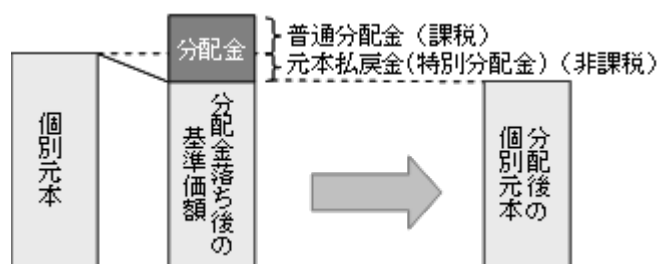 普通分配金（課税）
分配金
元本払戻金(特別分配金)（非課税）
個別元本
分配金落ち後の
基準価額
分配後の
個別元本